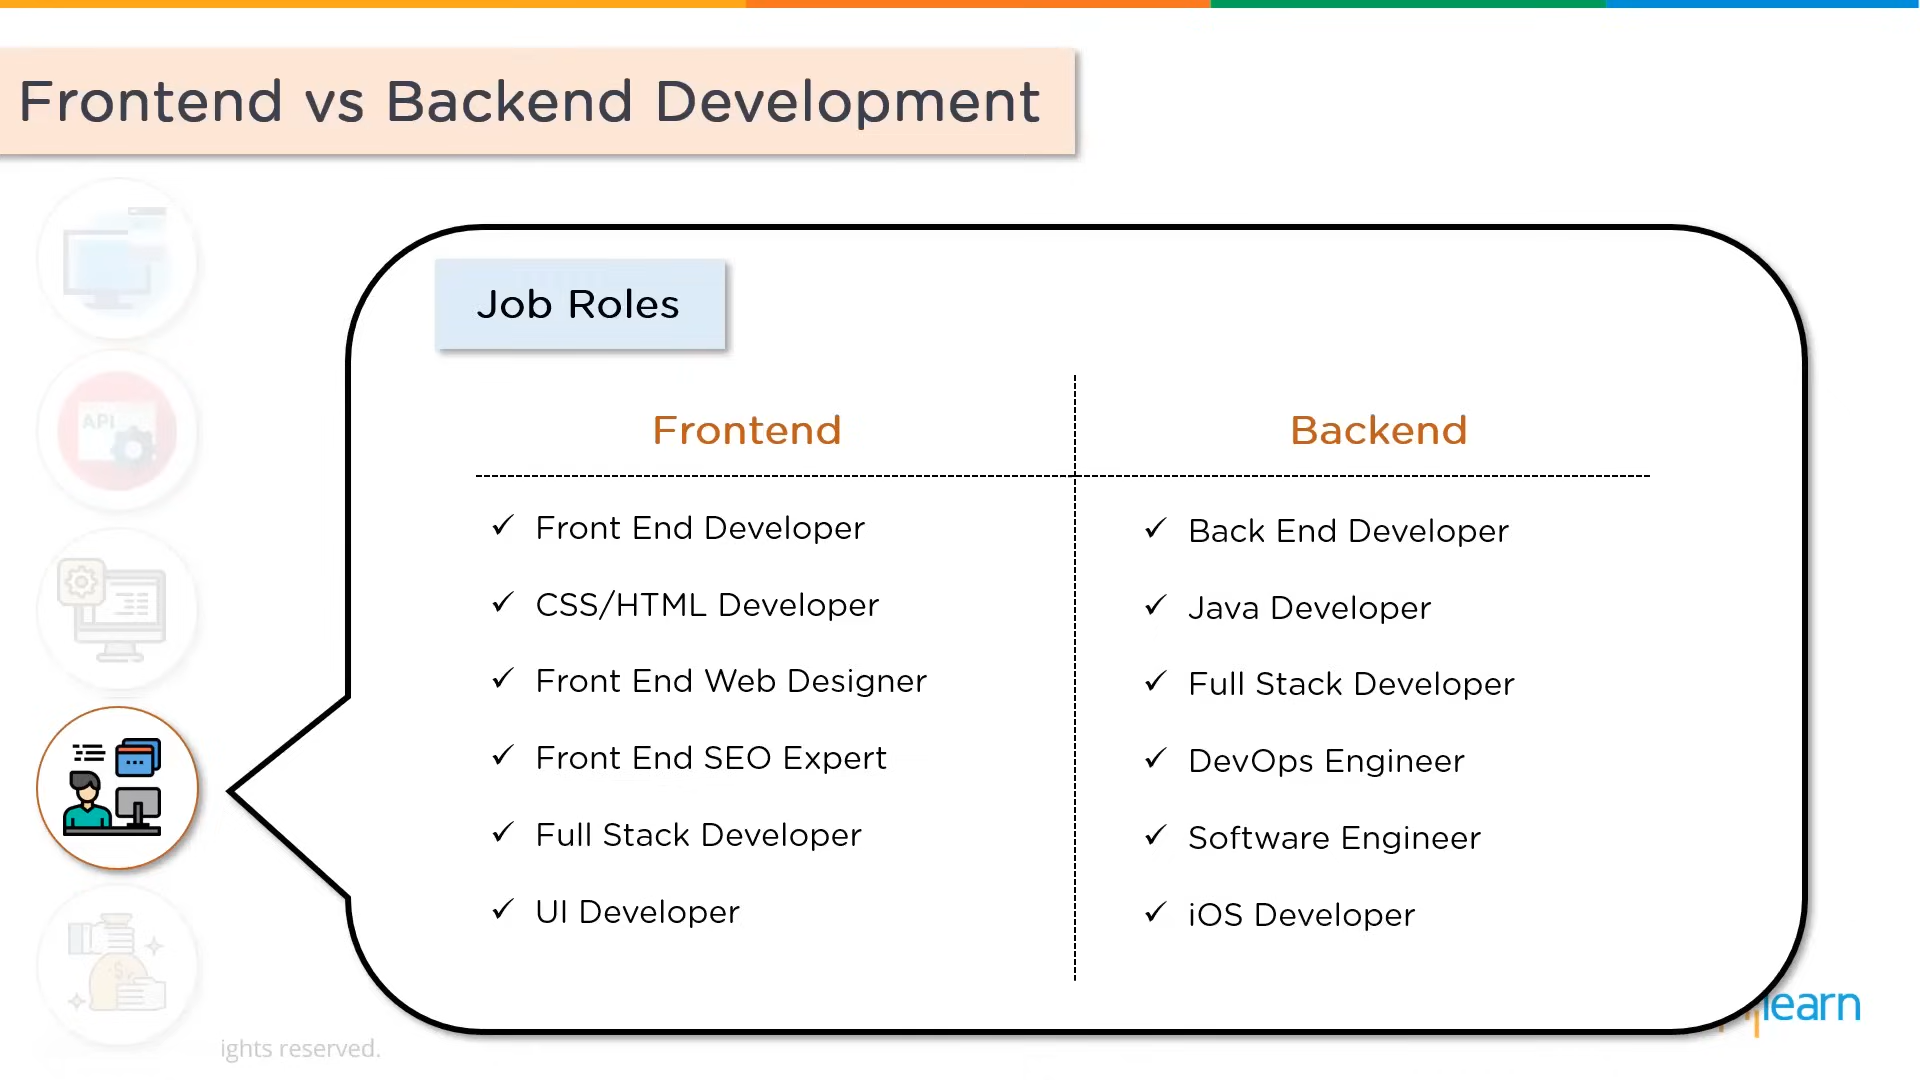 Frontend vs Backend Development
API
Job Roles
Frontend
Backend
Front End Developer
CSS/HTML Developer
Front End Web Designer
Front End SEO Expert
Full Stack Developer
UI Developer
Back End Developer
Java Developer
Full Stack Developer
DevOps Engineer
Software Engineer
iOS Developer
$
learn
ights reserved.